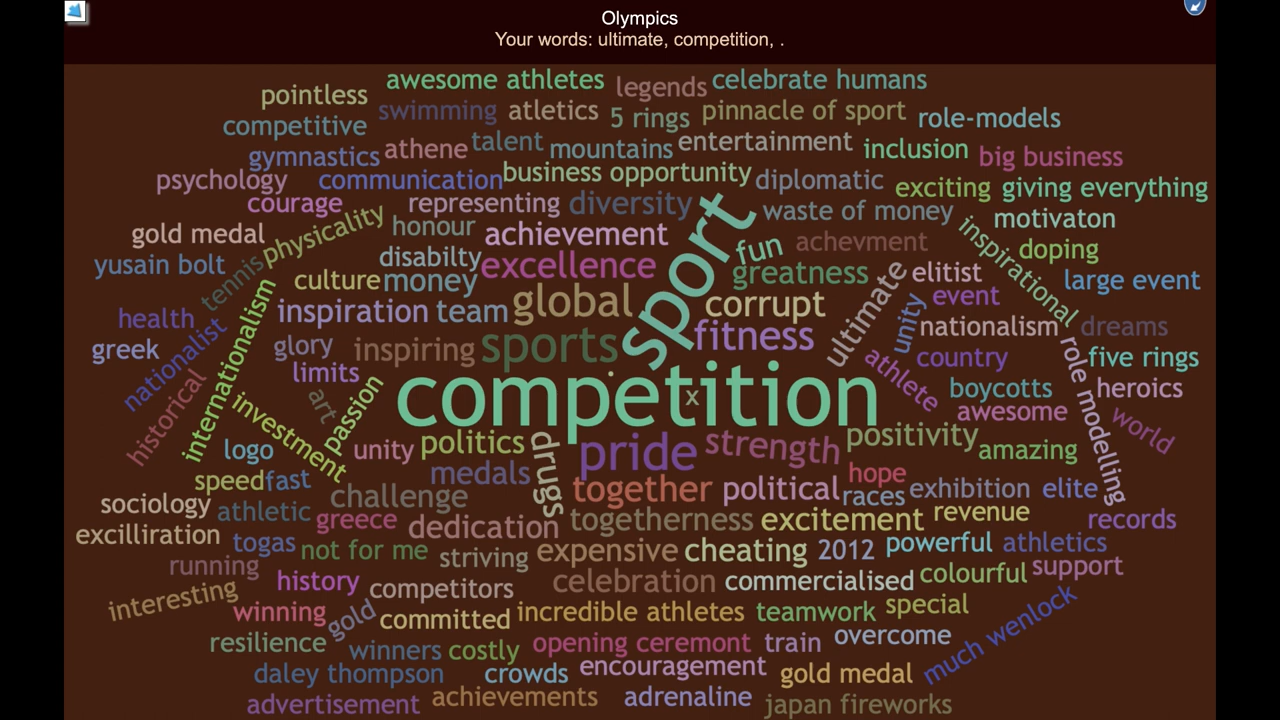 Olympics
Your words: ultimate, competition, .
awesome athletes legends celebrate humans
pointless swimming atletics 5 rings pinnacle of sport role-models
competitive talent mountains entertainment inclusion big business
gymnastics athene business opportunity diplomatic exciting giving everything
psychology communication
courage representing diversity waste of money motivaton
gold medal physicality honour achievement sport fun achevment inspirational doping
yusain bolt tennis disabilty excellence greatness ultimate elitist large event
culture money
health internationalism inspiration team global corrupt unity event
nationalist nationalism dreams
greek glory inspiring sports fitness athlete country role modelling five rings
historical limits art passion competition x boycotts heroics
investment awesome world
logo unity politics drugs pride strength positivity amazing
speed fast medals together political hope races exhibition elite
sociology athletic challenge
greece dedication togetherness excitement revenue records
excilliration togas not for me striving expensive cheating 2012 powerful athletics
running history competitors celebration commercialised colourful support
interesting winning gold committed incredible athletes teamwork special much wenlock
resilience winners costly opening ceremont train overcome
daley thompson crowds encouragement gold medal
advertisement achievements adrenaline japan fireworks